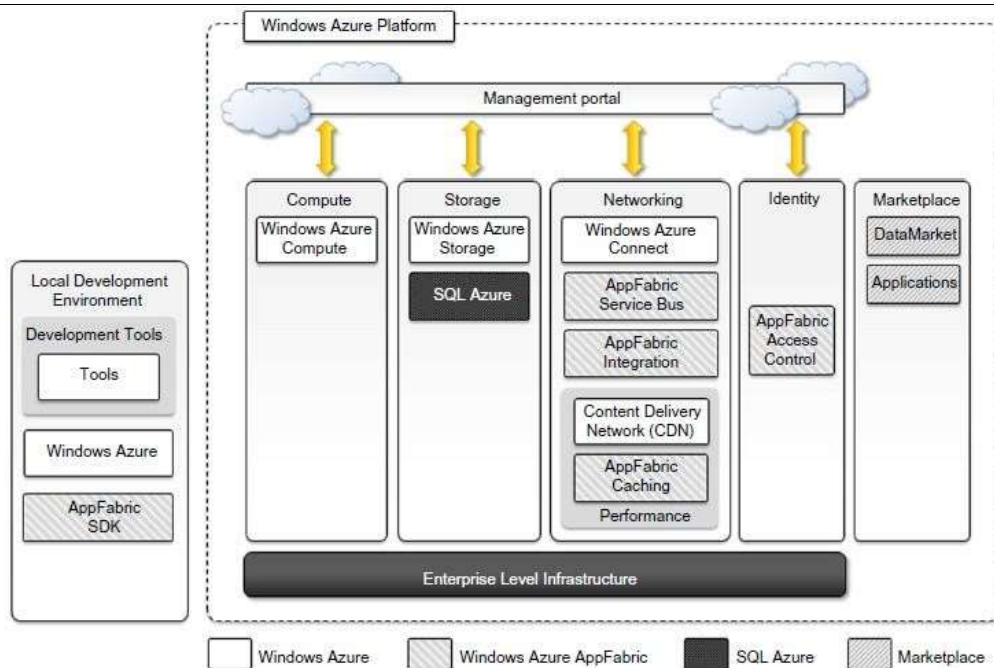 Windows Azure Platform
Management portal
Local Development
Environment
Development Tools
Tools
Windows Azure
AppFabric
SDK
Compute
Windows Azure
Compute
Storage
Windows Azure
Storage
SQL Azure
Networking
Windows Azure
Connect
AppFabric
Service Bus
AppFabric
Integration
Content Delivery
Network (CDN)
AppFabric
Caching
Performance
Identity
AppFabric
Access
Control
Marketplace
DataMarket
Applications
Enterprise Level Infrastructure
Windows Azure
Windows Azure AppFabric
SQL Azure
Marketplace